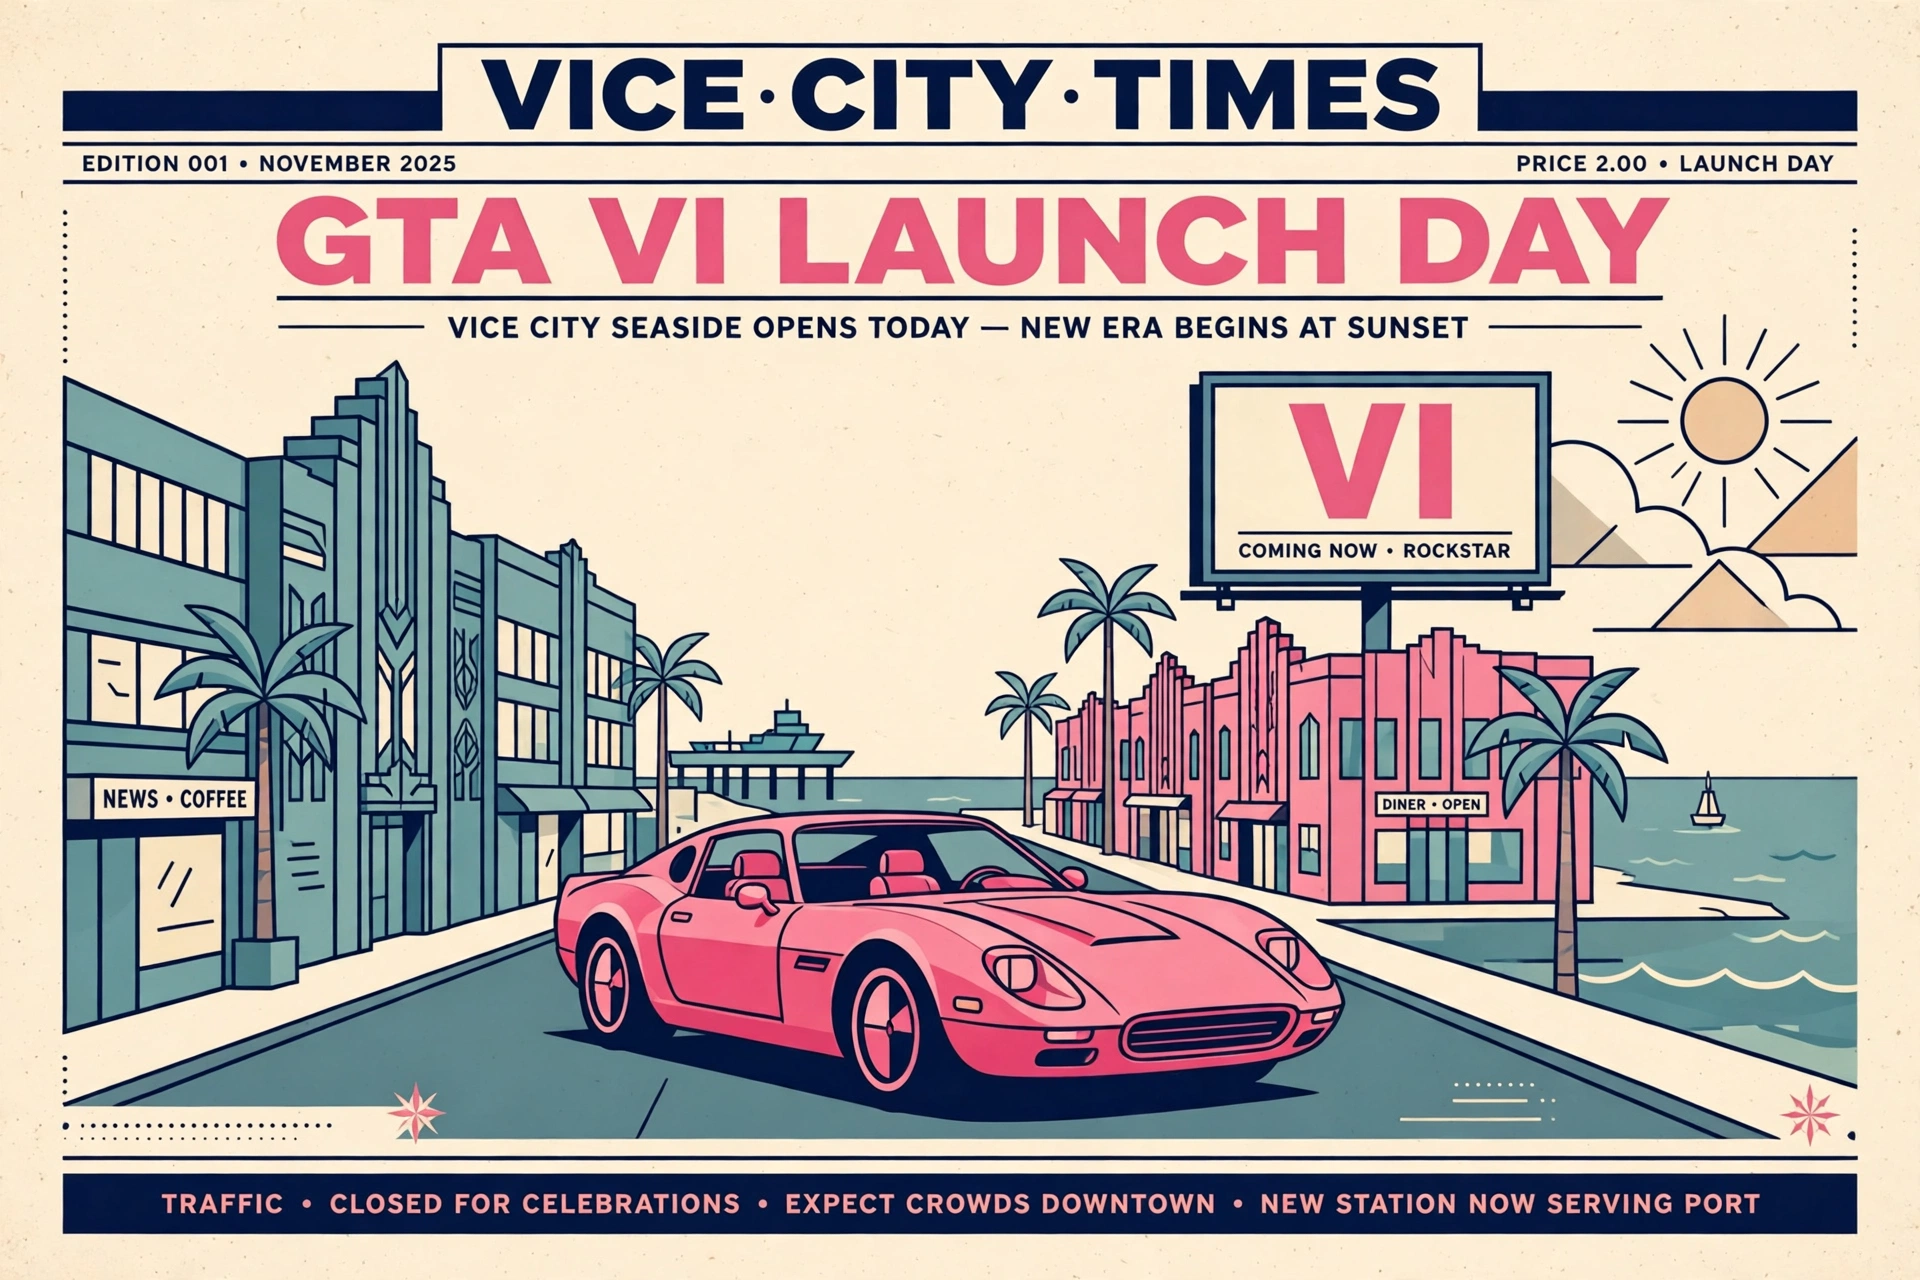 VICE·CITY·TIMES
EDITION 001 • NOVEMBER 2025
PRICE 2.00 • LAUNCH DAY
GTA VI LAUNCH DAY
VICE CITY SEASIDE OPENS TODAY — NEW ERA BEGINS AT SUNSET
VI
COMING NOW • ROCKSTAR
NEWS • COFFEE
DINER • OPEN
TRAFFIC • CLOSED FOR CELEBRATIONS • EXPECT CROWDS DOWNTOWN • NEW STATION NOW SERVING PORT